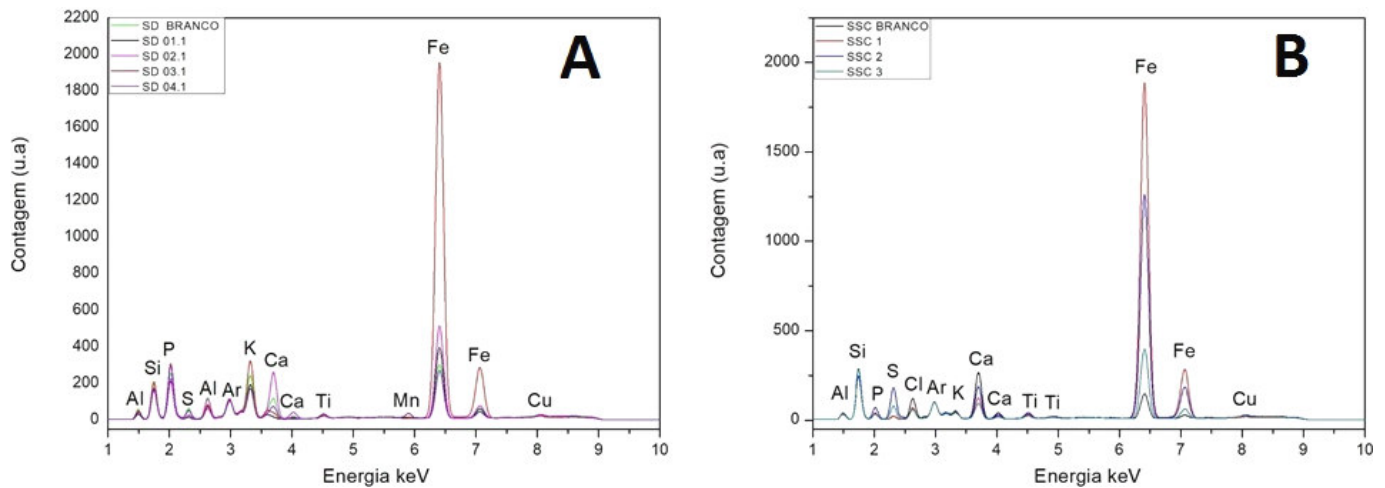 A
SD BRANCO
SD 01.1
SD 02.1
SD 03.1
SD 04.1
Contagem (u.a)
2200
2000
1800
1600
1400
1200
1000
800
600
400
200
0
Al Si P S Al Ar K Ca Ca Ti Mn Fe Fe Cu
1 2 3 4 5 6 7 8 9 10
Energia keV
B
SSC BRANCO
SSC 1
SSC 2
SSC 3
Contagem (u.a)
2000
1500
1000
500
0
Al Si P S Cl Ar K Ca Ca Ti Ti Fe Fe Cu
1 2 3 4 5 6 7 8 9 10
Energia keV